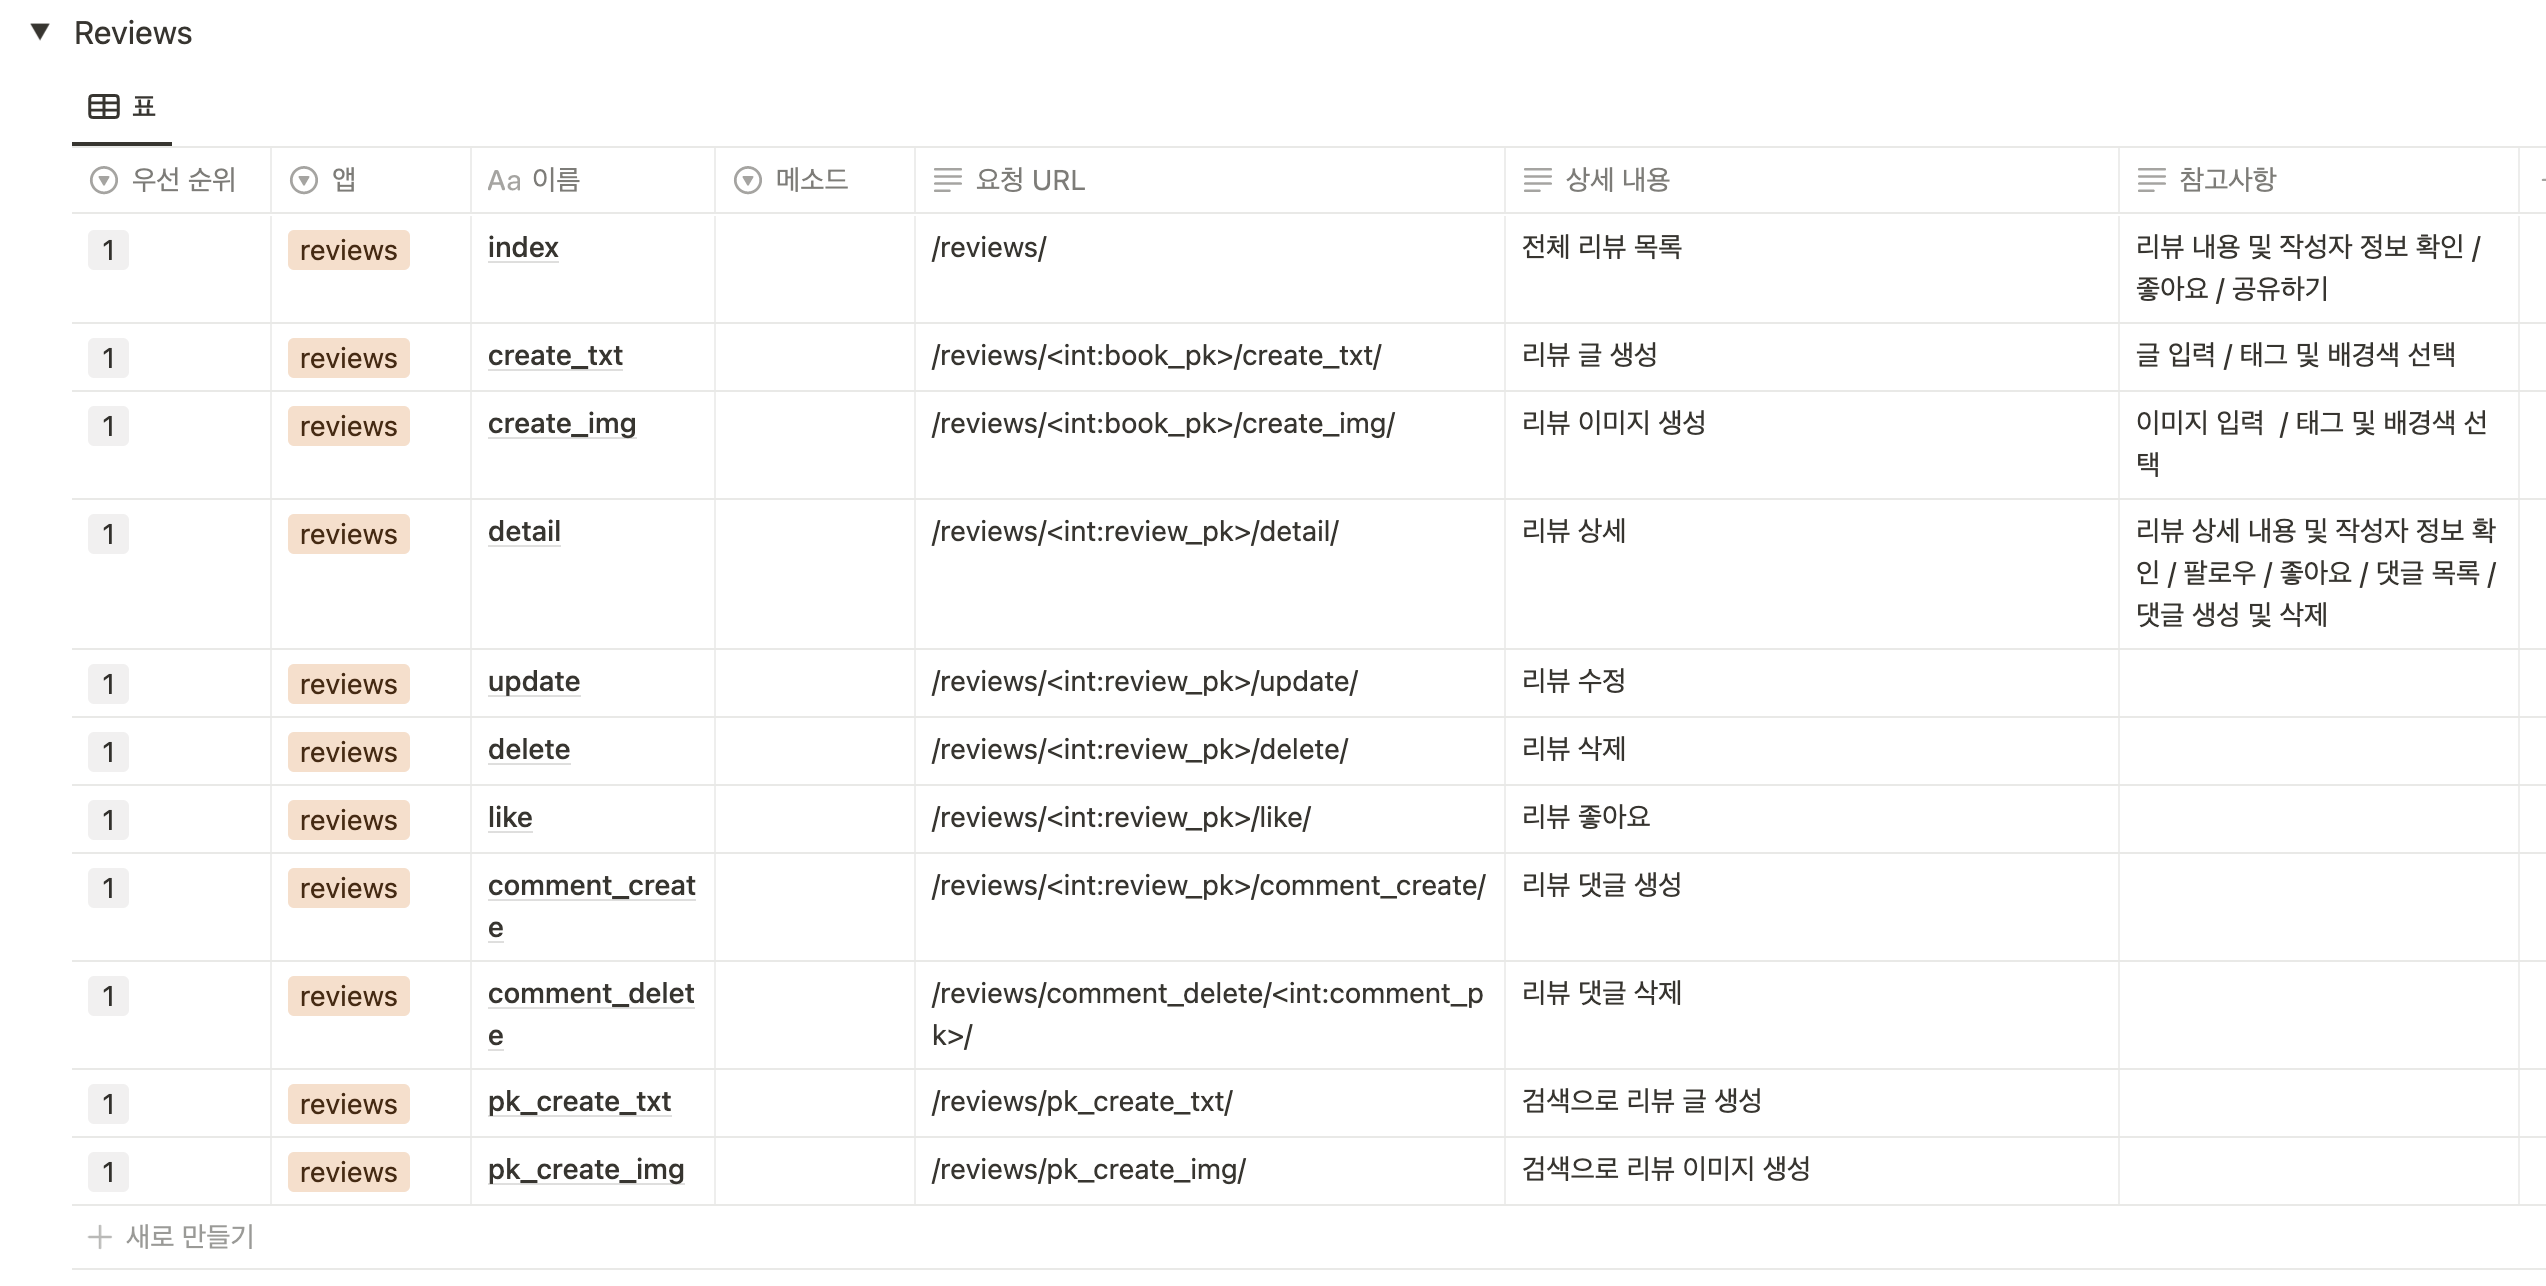 Reviews
표
우선 순위 앱 Aa 이름 메소드 요청 URL 상세 내용 참고사항
1 reviews index /reviews/ 전체 리뷰 목록 리뷰 내용 및 작성자 정보 확인 /
좋아요 / 공유하기
1 reviews create_txt /reviews/<int:book_pk>/create_txt/ 리뷰 글 생성 글 입력 / 태그 및 배경색 선택
1 reviews create_img /reviews/<int:book_pk>/create_img/ 리뷰 이미지 생성 이미지 입력 / 태그 및 배경색 선
택
1 reviews detail /reviews/<int:review_pk>/detail/ 리뷰 상세 리뷰 상세 내용 및 작성자 정보 확
인 / 팔로우 / 좋아요 / 댓글 목록 /
댓글 생성 및 삭제
1 reviews update /reviews/<int:review_pk>/update/ 리뷰 수정
1 reviews delete /reviews/<int:review_pk>/delete/ 리뷰 삭제
1 reviews like /reviews/<int:review_pk>/like/ 리뷰 좋아요
1 reviews comment_creat /reviews/<int:review_pk>/comment_create/ 리뷰 댓글 생성
e
1 reviews comment_delet /reviews/comment_delete/<int:comment_p 리뷰 댓글 삭제
e k>/
1 reviews pk_create_txt /reviews/pk_create_txt/ 검색으로 리뷰 글 생성
1 reviews pk_create_img /reviews/pk_create_img/ 검색으로 리뷰 이미지 생성
새로 만들기